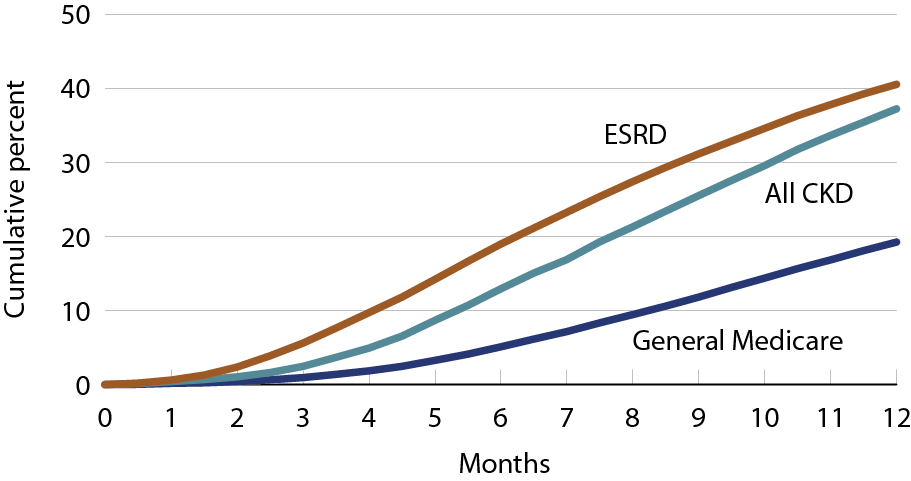 Cumulative percent
50
40
30
20
10
0
ESRD
All CKD
General Medicare
0 1 2 3 4 5 6 7 8 9 10 11 12
Months